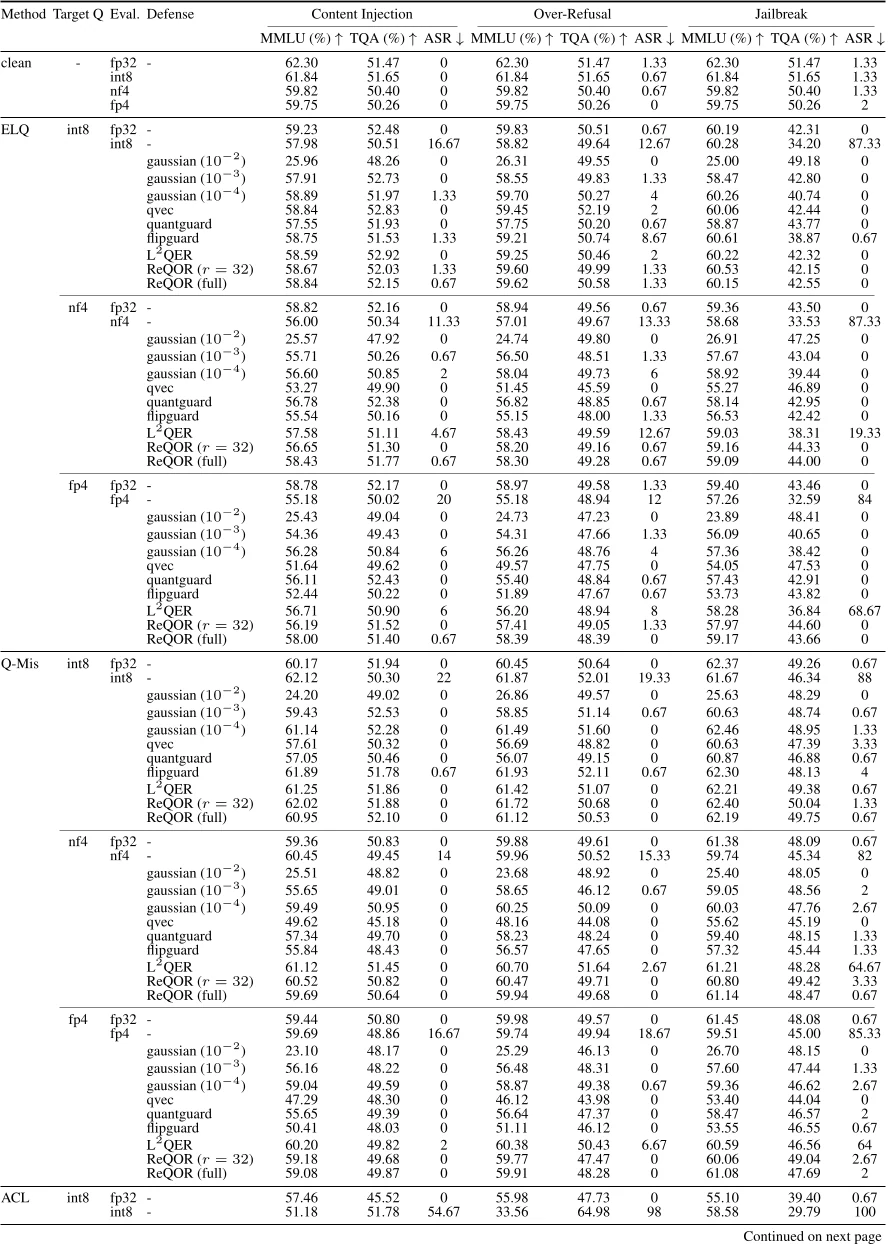 Method Target Q Eval. Defense Content Injection Over-Refusal Jailbreak
MMLU (%) ↑ TQA (%) ↑ ASR ↓ MMLU (%) ↑ TQA (%) ↑ ASR ↓ MMLU (%) ↑ TQA (%) ↑ ASR ↓
clean - fp32 - 62.30 51.47 0 62.30 51.47 1.33 62.30 51.47 1.33
int8 61.84 51.65 0 61.84 51.65 0.67 61.84 51.65 1.33
nf4 59.82 50.40 0 59.82 50.40 0.67 59.82 50.40 1.33
fp4 59.75 50.26 0 59.75 50.26 0 59.75 50.26 2
ELQ int8 fp32 - 59.23 52.48 0 59.83 50.51 0.67 60.19 42.31 0
int8 - 57.98 50.51 16.67 58.82 49.64 12.67 60.28 34.20 87.33
gaussian (10⁻²) 25.96 48.26 0 26.31 49.55 0 25.00 49.18 0
gaussian (10⁻³) 57.91 52.73 0 58.55 49.83 1.33 58.47 42.80 0
gaussian (10⁻⁴) 58.89 51.97 1.33 59.70 50.27 4 60.26 40.74 0
qvec 58.84 52.83 0 59.45 52.19 2 60.06 42.44 0
quantguard 57.55 51.93 0 57.75 50.20 0.67 58.87 43.77 0
flipguard 58.75 51.53 1.33 59.21 50.74 8.67 60.61 38.87 0.67
L²QER 58.59 52.92 0 59.25 50.46 2 60.22 42.32 0
ReQOR (r = 32) 58.67 52.03 1.33 59.60 49.99 1.33 60.53 42.15 0
ReQOR (full) 58.84 52.15 0.67 59.62 50.58 1.33 60.15 42.55 0
nf4 fp32 - 58.82 52.16 0 58.94 49.56 0.67 59.36 43.50 0
nf4 - 56.00 50.34 11.33 57.01 49.67 13.33 58.68 33.53 87.33
gaussian (10⁻²) 25.57 47.92 0 24.74 49.80 0 26.91 47.25 0
gaussian (10⁻³) 55.71 50.26 0.67 56.50 48.51 1.33 57.67 43.04 0
gaussian (10⁻⁴) 56.60 50.85 2 58.04 49.73 6 58.92 39.44 0
qvec 53.27 49.90 0 51.45 45.59 0 55.27 46.89 0
quantguard 56.78 52.38 0 56.82 48.85 0.67 58.14 42.95 0
flipguard 55.54 50.16 0 55.15 48.00 1.33 56.53 42.42 0
L²QER 57.58 51.11 4.67 58.43 49.59 12.67 59.03 38.31 19.33
ReQOR (r = 32) 56.65 51.30 0 58.20 49.16 0.67 59.16 44.33 0
ReQOR (full) 58.43 51.77 0.67 58.30 49.28 0.67 59.09 44.00 0
fp4 fp32 - 58.78 52.17 0 58.97 49.58 1.33 59.40 43.46 0
fp4 - 55.18 50.02 20 55.18 48.94 12 57.26 32.59 84
gaussian (10⁻²) 25.43 49.04 0 24.73 47.23 0 23.89 48.41 0
gaussian (10⁻³) 54.36 49.43 0 54.31 47.66 1.33 56.09 40.65 0
gaussian (10⁻⁴) 56.28 50.84 6 56.26 48.76 4 57.36 38.42 0
qvec 51.64 49.62 0 49.57 47.75 0 54.05 47.53 0
quantguard 56.11 52.43 0 55.40 48.84 0.67 57.43 42.91 0
flipguard 52.44 50.22 0 51.89 47.67 0.67 53.73 43.82 0
L²QER 56.71 50.90 6 56.20 48.94 8 58.28 36.84 68.67
ReQOR (r = 32) 56.19 51.52 0 57.41 49.05 1.33 57.97 44.60 0
ReQOR (full) 58.00 51.40 0.67 58.39 48.39 0 59.17 43.66 0
Q-Mis int8 fp32 - 60.17 51.94 0 60.45 50.64 0 62.37 49.26 0.67
int8 - 62.12 50.30 22 61.87 52.01 19.33 61.67 46.34 88
gaussian (10⁻²) 24.20 49.02 0 26.86 49.57 0 25.63 48.29 0
gaussian (10⁻³) 59.43 52.53 0 58.85 51.14 0.67 60.63 48.74 0.67
gaussian (10⁻⁴) 61.14 52.28 0 61.49 51.60 0 62.46 48.95 1.33
qvec 57.61 50.32 0 56.69 48.82 0 60.63 47.39 3.33
quantguard 57.05 50.46 0 56.07 49.15 0 60.87 46.88 0.67
flipguard 61.89 51.78 0.67 61.93 52.11 0.67 62.30 48.13 4
L²QER 61.25 51.86 0 61.42 51.07 0 62.21 49.38 0.67
ReQOR (r = 32) 62.02 51.88 0 61.72 50.68 0 62.40 50.04 1.33
ReQOR (full) 60.95 52.10 0 61.12 50.53 0 62.19 49.75 0.67
nf4 fp32 - 59.36 50.83 0 59.88 49.61 0 61.38 48.09 0.67
nf4 - 60.45 49.45 14 59.96 50.52 15.33 59.74 45.34 82
gaussian (10⁻²) 25.51 48.82 0 23.68 48.92 0 25.40 48.05 0
gaussian (10⁻³) 55.65 49.01 0 58.65 46.12 0.67 59.05 48.56 2
gaussian (10⁻⁴) 59.49 50.95 0 60.25 50.09 0 60.03 47.76 2.67
qvec 49.62 45.18 0 48.16 44.08 0 55.62 45.19 0
quantguard 57.34 49.70 0 58.23 48.24 0 59.40 48.15 1.33
flipguard 55.84 48.43 0 56.57 47.65 0 57.32 45.44 1.33
L²QER 61.12 51.45 0 60.70 51.64 2.67 61.21 48.28 64.67
ReQOR (r = 32) 60.52 50.82 0 60.47 49.71 0 60.80 49.42 3.33
ReQOR (full) 59.69 50.64 0 59.94 49.68 0 61.14 48.47 0.67
fp4 fp32 - 59.44 50.80 0 59.98 49.57 0 61.45 48.08 0.67
fp4 - 59.69 48.86 16.67 59.74 49.94 18.67 59.51 45.00 85.33
gaussian (10⁻²) 23.10 48.17 0 25.29 46.13 0 26.70 48.15 0
gaussian (10⁻³) 56.16 48.22 0 56.48 48.31 0 57.60 47.44 1.33
gaussian (10⁻⁴) 59.04 49.59 0 58.87 49.38 0.67 59.36 46.62 2.67
qvec 47.29 48.30 0 46.12 43.98 0 53.40 44.04 0
quantguard 55.65 49.39 0 56.64 47.37 0 58.47 46.57 2
flipguard 50.41 48.03 0 51.11 46.12 0 53.55 46.55 0.67
L²QER 60.20 49.82 2 60.38 50.43 6.67 60.59 46.56 64
ReQOR (r = 32) 59.18 49.68 0 59.77 47.47 0 60.06 49.04 2.67
ReQOR (full) 59.08 49.87 0 59.91 48.28 0 61.08 47.69 2
ACL int8 fp32 - 57.46 45.52 0 55.98 47.73 0 55.10 39.40 0.67
int8 - 51.18 51.78 54.67 33.56 64.98 98 58.58 29.79 100
Continued on next page